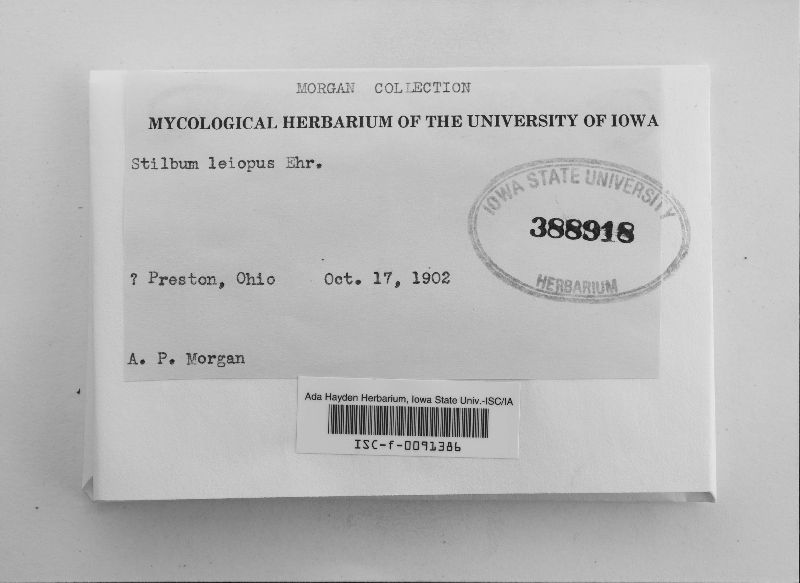 MORGAN COLLECTION
MYCOLOGICAL HERBARIUM OF THE UNIVERSITY OF IOWA
Stilbum leiopus Ehr.
IOWA STATE UNIVERSITY
388918
HERBARIUM
? Preston, Ohio Oct. 17, 1902
A. P. Morgan
Ada Hayden Herbarium, Iowa State Univ.-ISC/IA
ISC-f-0091386